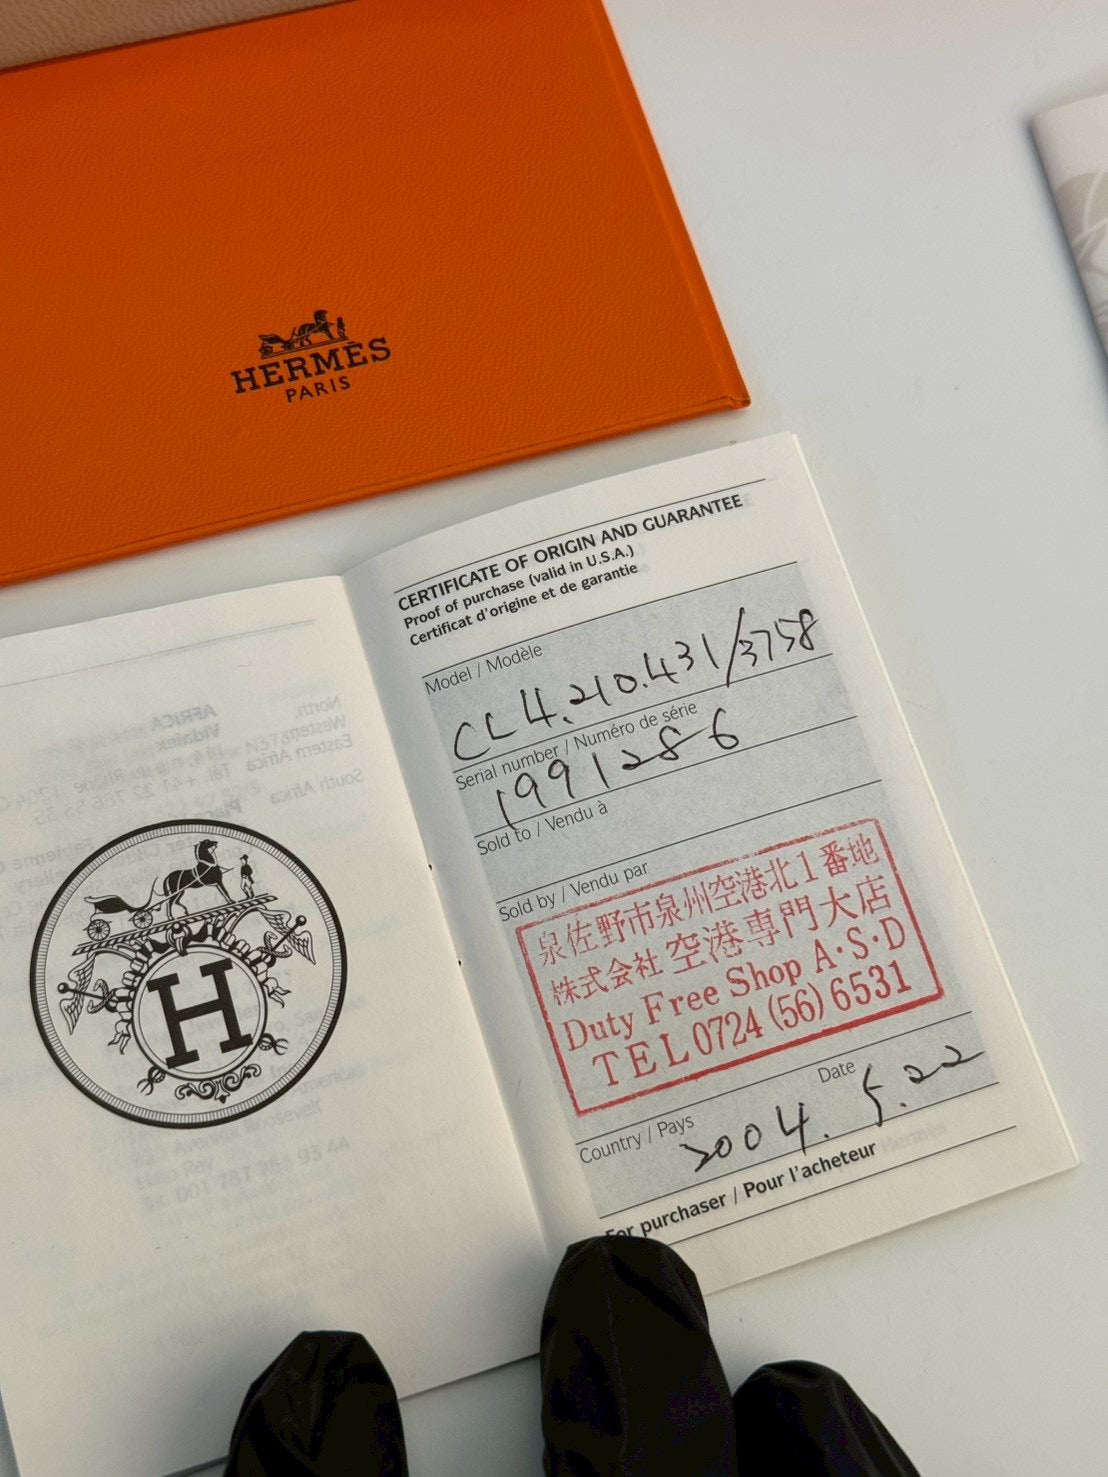 HERMÈS
PARIS
CERTIFICATE OF ORIGIN AND GUARANTEE
Proof of purchase (valid in U.S.A.)
Certificat d'origine et de garantie
Model / Modèle
CL4.210.431/3758
Serial number / Numéro de série
1991286
Sold to / Vendu à
Sold by / Vendu par
泉佐野市泉州空港北1番地
株式会社 空港専門大店
Duty Free Shop A·S·D
TEL 0724 (56) 6531
Date
Country / Pays
2004. 5.22
For purchaser / Pour l'acheteur
H